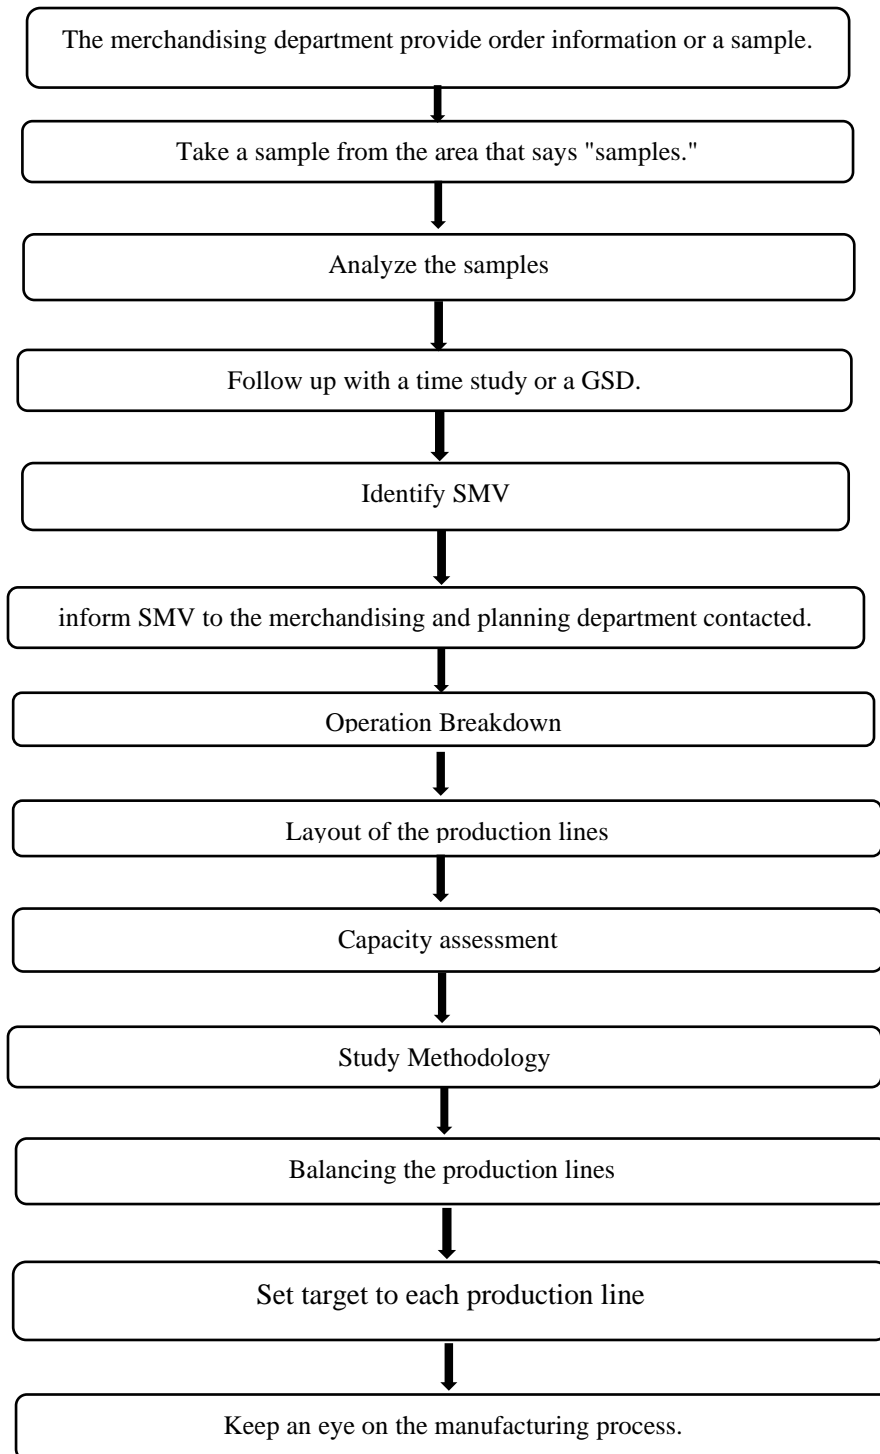 The merchandising department provide order information or a sample.
Take a sample from the area that says "samples."
Analyze the samples
Follow up with a time study or a GSD.
Identify SMV
inform SMV to the merchandising and planning department contacted.
Operation Breakdown
Layout of the production lines
Capacity assessment
Study Methodology
Balancing the production lines
Set target to each production line
Keep an eye on the manufacturing process.